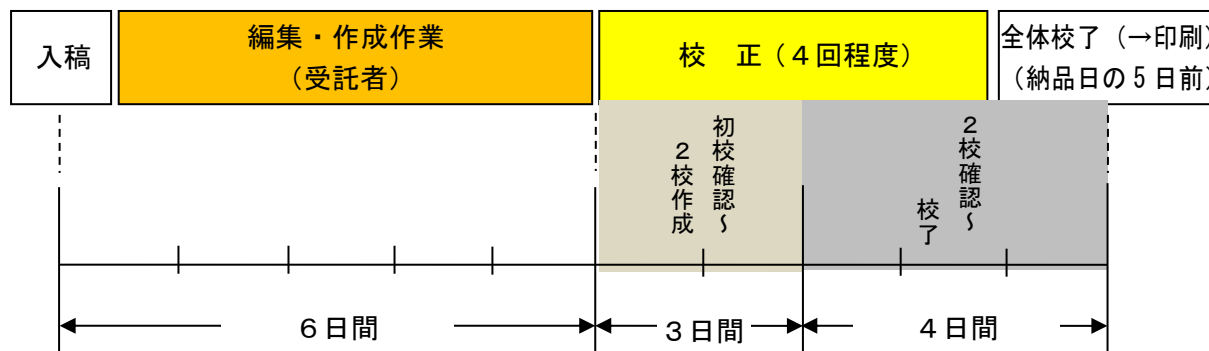 入稿
編集・作成作業
（受託者）
校　正（４回程度）
全体校了（→印刷）
（納品日の５日前）
初校確認～
２校作成
２校確認～
校了
６日間
３日間
４日間